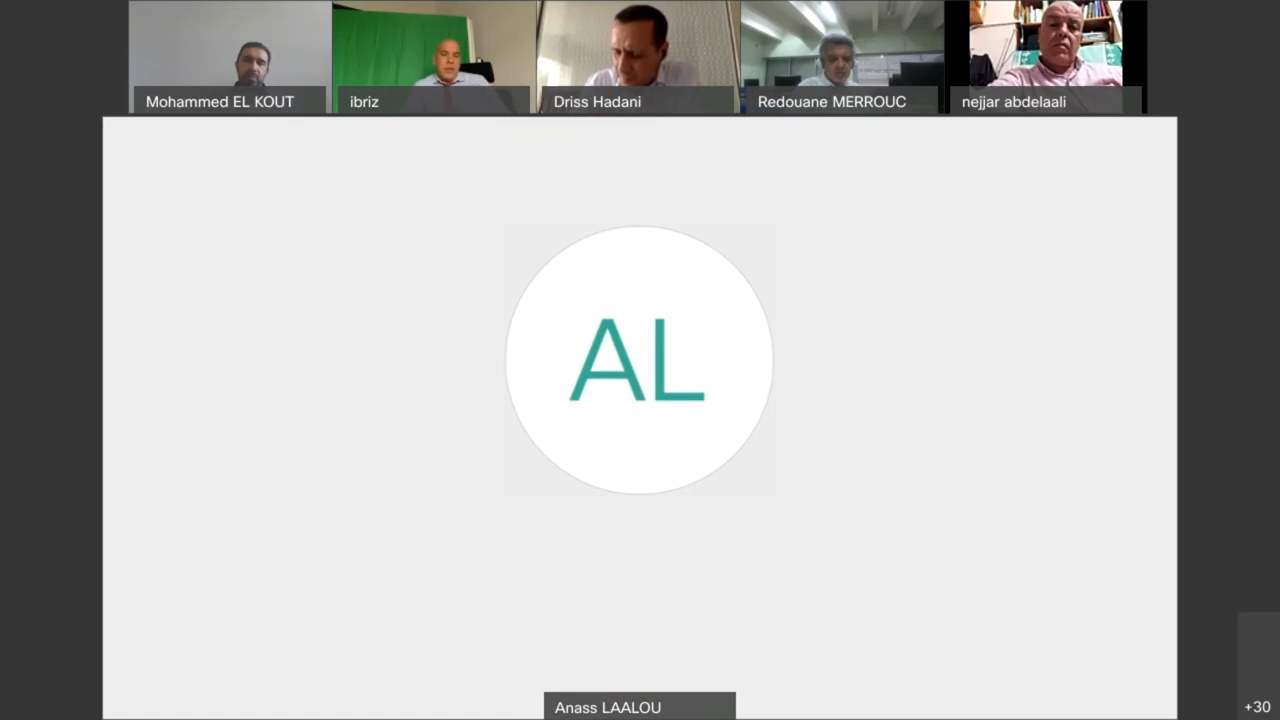 Mohammed EL KOUT
ibriz
Driss Hadani
Redouane MERROUC
nejjar abdelaali
AL
Anass LAALOU
+30